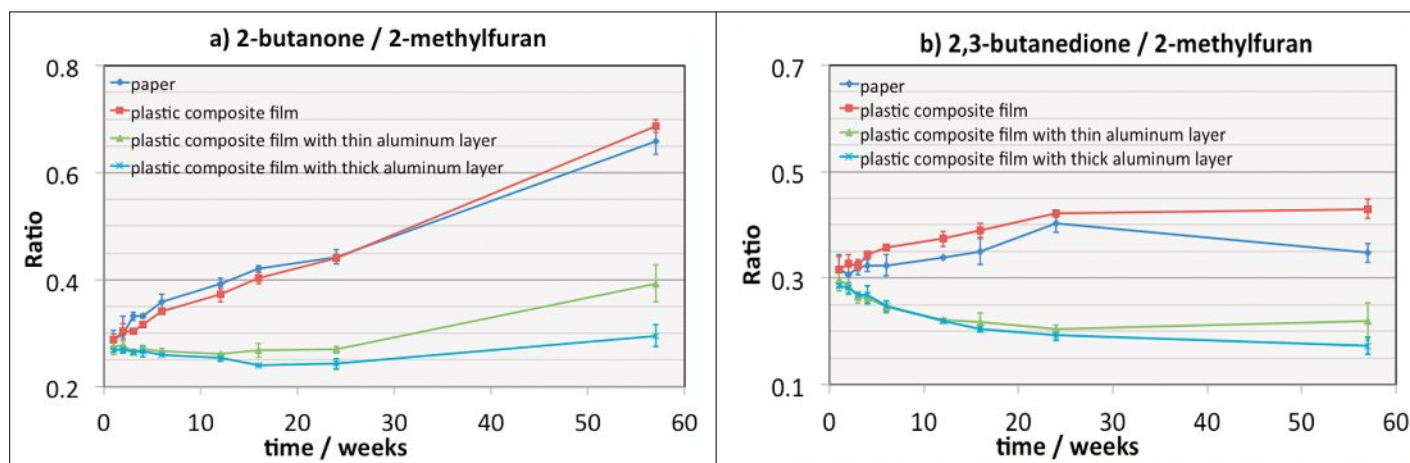 a) 2-butanone / 2-methylfuran
0.8
0.6
0.4
0.2
Ratio
paper
plastic composite film
plastic composite film with thin aluminum layer
plastic composite film with thick aluminum layer
0 10 20 30 40 50 60
time / weeks
b) 2,3-butanedione / 2-methylfuran
0.7
0.5
0.3
0.1
Ratio
paper
plastic composite film
plastic composite film with thin aluminum layer
plastic composite film with thick aluminum layer
0 10 20 30 40 50 60
time / weeks